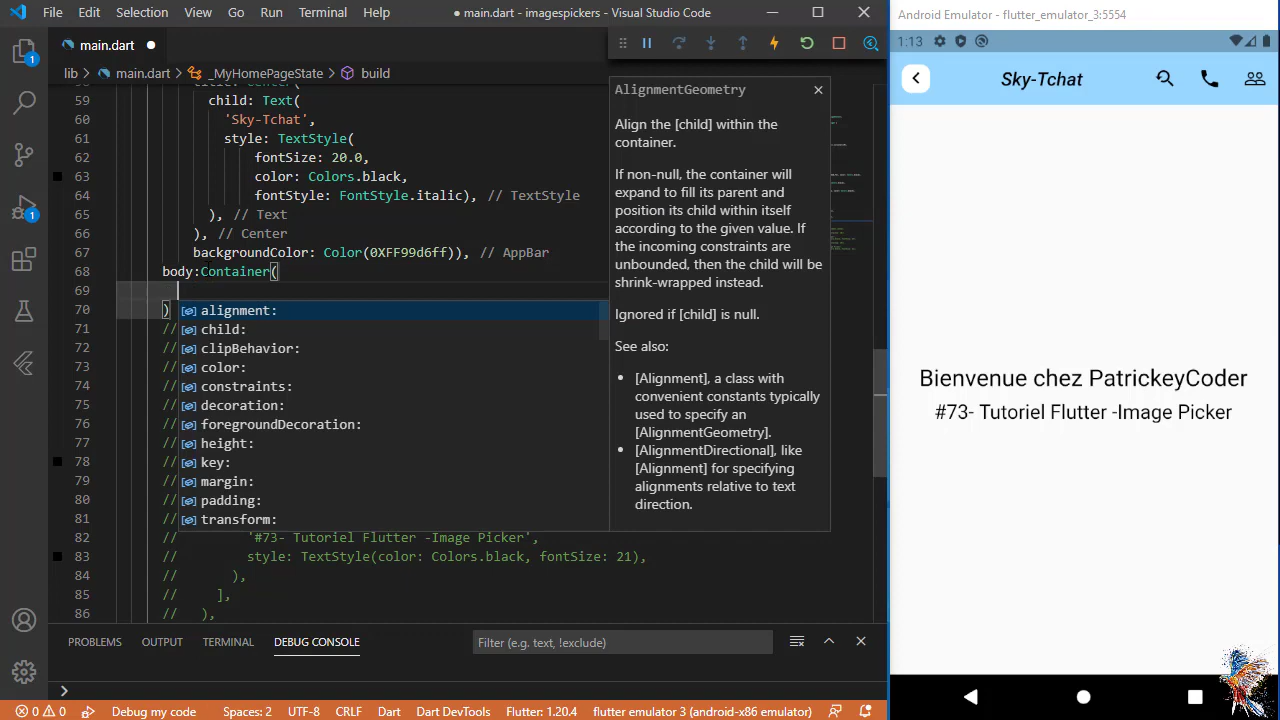 File Edit Selection View Go Run Terminal Help
● main.dart - imagespickers - Visual Studio Code
main.dart
lib > main.dart > _MyHomePageState > build
59 child: Text(
60 'Sky-Tchat',
61 style: TextStyle(
62 fontSize: 20.0,
63 color: Colors.black,
64 fontStyle: FontStyle.italic), // TextStyle
65 ), // Text
66 ), // Center
67 backgroundColor: Color(0XFF99d6ff)), // AppBar
68 body:Container(
69
70 )
71 //
72 //
73 //
74 //
75 //
76 //
77 //
78 //
79 //
80 //
81 //
82 // '#73- Tutoriel Flutter -Image Picker',
83 // style: TextStyle(color: Colors.black, fontSize: 21),
84 // ),
85 // ],
86 // ),
alignment:
child:
clipBehavior:
color:
constraints:
decoration:
foregroundDecoration:
height:
key:
margin:
padding:
transform:
AlignmentGeometry
Align the [child] within the
container.
If non-null, the container will
expand to fill its parent and
position its child within itself
according to the given value. If
the incoming constraints are
unbounded, then the child will be
shrink-wrapped instead.
Ignored if [child] is null.
See also:
• [Alignment], a class with
convenient constants typically
used to specify an
[AlignmentGeometry].
• [AlignmentDirectional], like
[Alignment] for specifying
alignments relative to text
direction.
1
1
PROBLEMS OUTPUT TERMINAL DEBUG CONSOLE
Filter (e.g. text, !exclude)
0 0 Debug my code Spaces: 2 UTF-8 CRLF Dart Dart DevTools Flutter: 1.20.4 flutter emulator 3 (android-x86 emulator)
Android Emulator - flutter_emulator_3:5554
1:13
Sky-Tchat
Bienvenue chez PatrickeyCoder
#73- Tutoriel Flutter -Image Picker